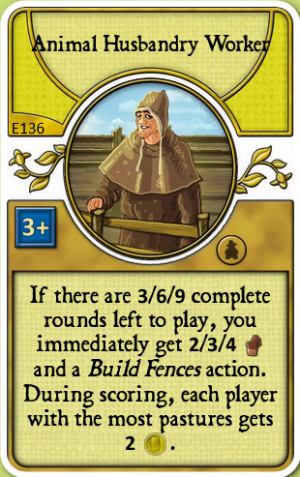 Animal Husbandry Worker
E136
3+
If there are 3/6/9 complete
rounds left to play, you
immediately get 2/3/4
and a Build Fences action.
During scoring, each player
with the most pastures gets
2 .